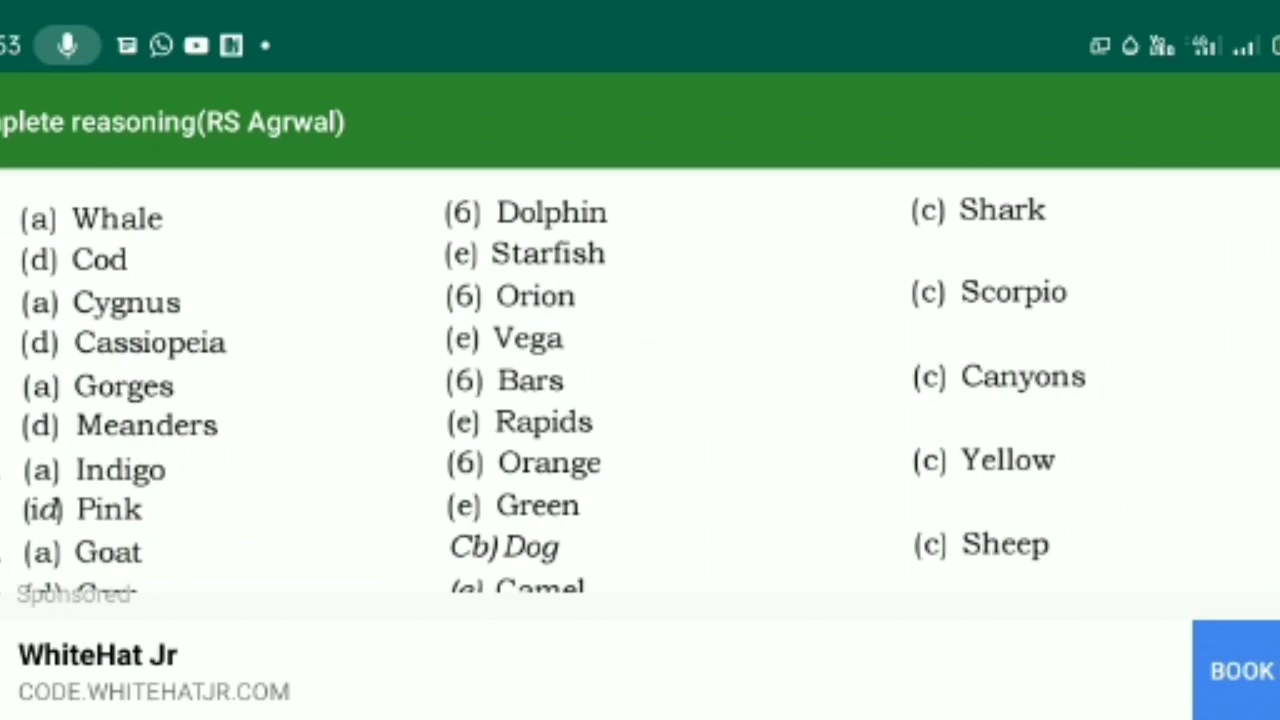 53
plete reasoning(RS Agrwal)
(a) Whale (6) Dolphin (c) Shark
(d) Cod (e) Starfish
(a) Cygnus (6) Orion (c) Scorpio
(d) Cassiopeia (e) Vega
(a) Gorges (6) Bars (c) Canyons
(d) Meanders (e) Rapids
(a) Indigo (6) Orange (c) Yellow
(id) Pink (e) Green
(a) Goat Cb) Dog (c) Sheep
(e) Camel
Sponsored
WhiteHat Jr
CODE.WHITEHATJR.COM
BOOK